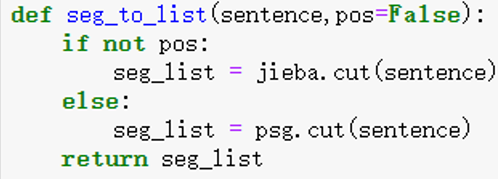 def seg_to_list(sentence,pos=False):
    if not pos:
        seg_list = jieba.cut(sentence)
    else:
        seg_list = psg.cut(sentence)
    return seg_list